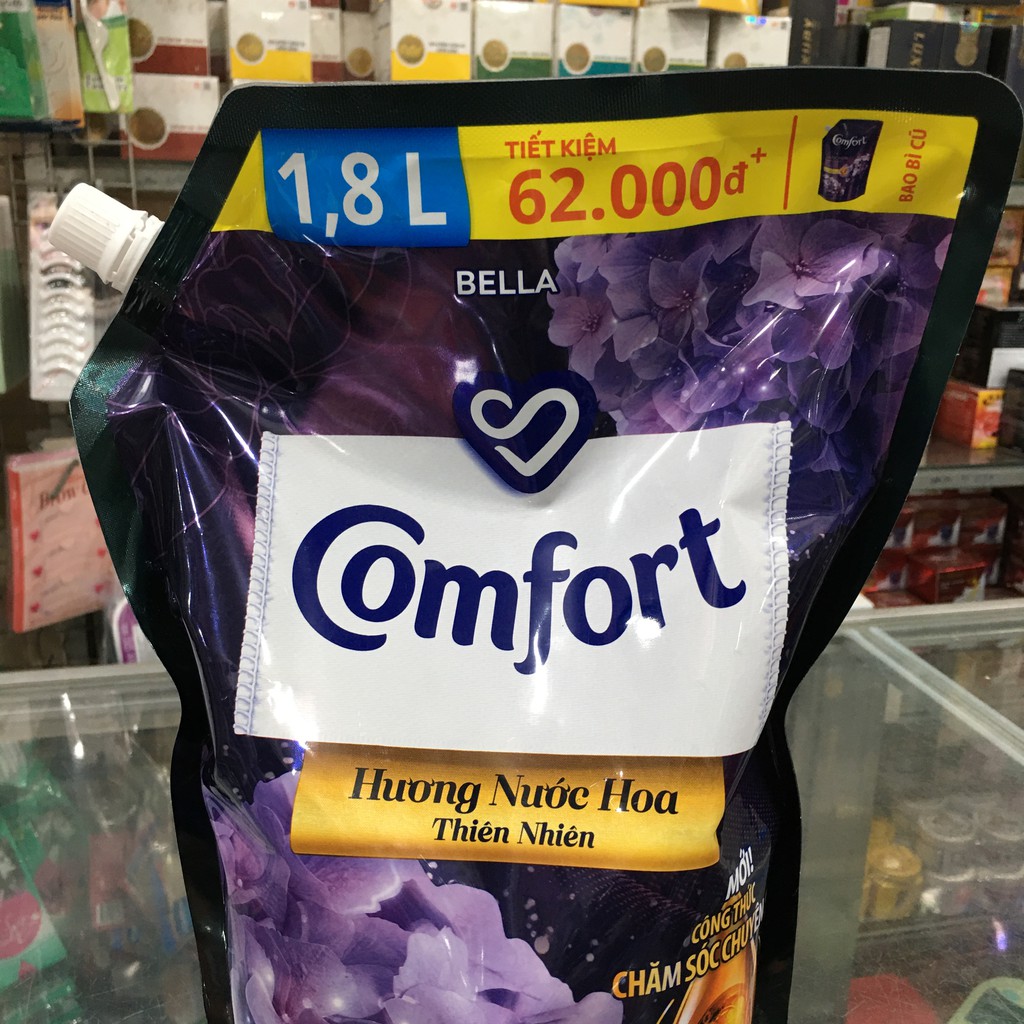 1,8 L
TIẾT KIỆM
62.000đ+
Comfort
BAO BÌ CŨ
BELLA
Comfort
Hương Nước Hoa
Thiên Nhiên
MỚI!
CÔNG THỨC
CHĂM SÓC CHUYÊN